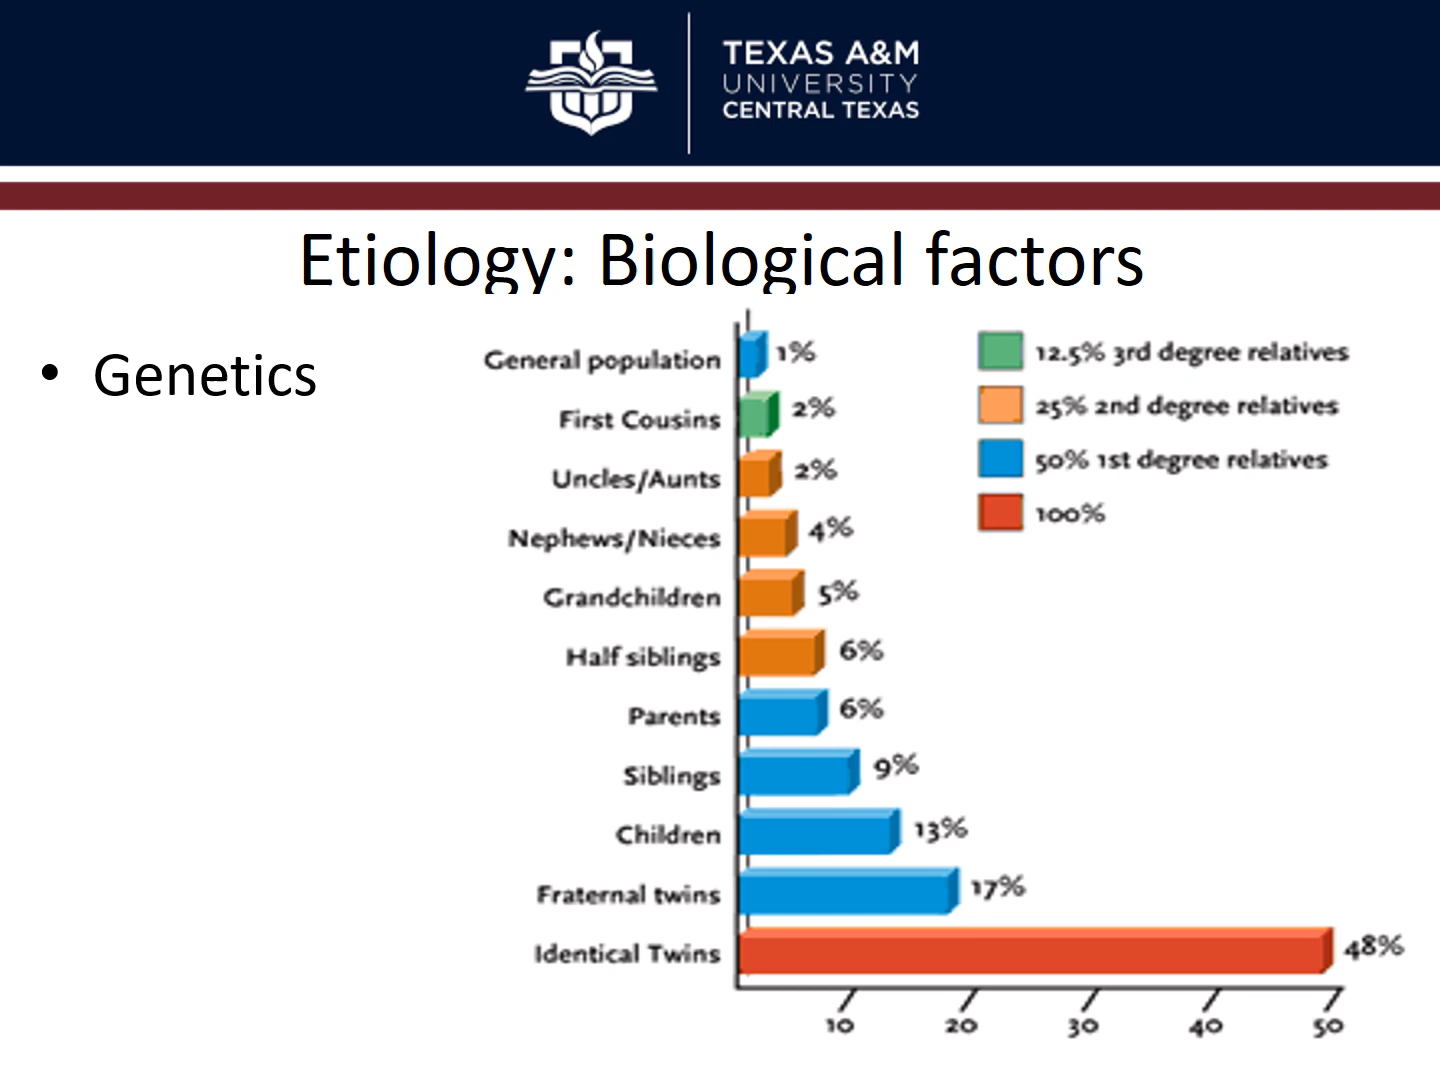 TEXAS A&M
UNIVERSITY
CENTRAL TEXAS
Etiology: Biological factors
• Genetics
General population 1%
First Cousins 2%
Uncles/Aunts 2%
Nephews/Nieces 4%
Grandchildren 5%
Half siblings 6%
Parents 6%
Siblings 9%
Children 13%
Fraternal twins 17%
Identical Twins 48%
10 20 30 40 50
12.5% 3rd degree relatives
25% 2nd degree relatives
50% 1st degree relatives
100%